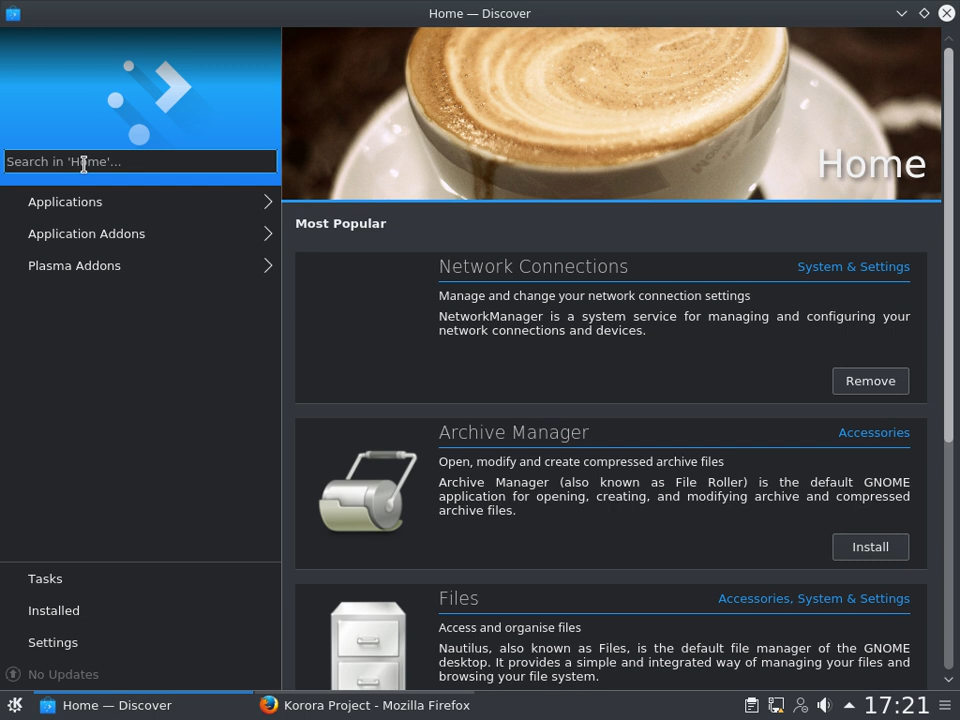 Home — Discover
Search in 'Home'...
Applications
Application Addons
Plasma Addons
Tasks
Installed
Settings
No Updates
Home
Most Popular
Network Connections
System & Settings
Manage and change your network connection settings
NetworkManager is a system service for managing and configuring your
network connections and devices.
Remove
Archive Manager
Accessories
Open, modify and create compressed archive files
Archive Manager (also known as File Roller) is the default GNOME
application for opening, creating, and modifying archive and compressed
archive files.
Install
Files
Accessories, System & Settings
Access and organise files
Nautilus, also known as Files, is the default file manager of the GNOME
desktop. It provides a simple and integrated way of managing your files and
browsing your file system.
Home — Discover
Korora Project - Mozilla Firefox
17:21